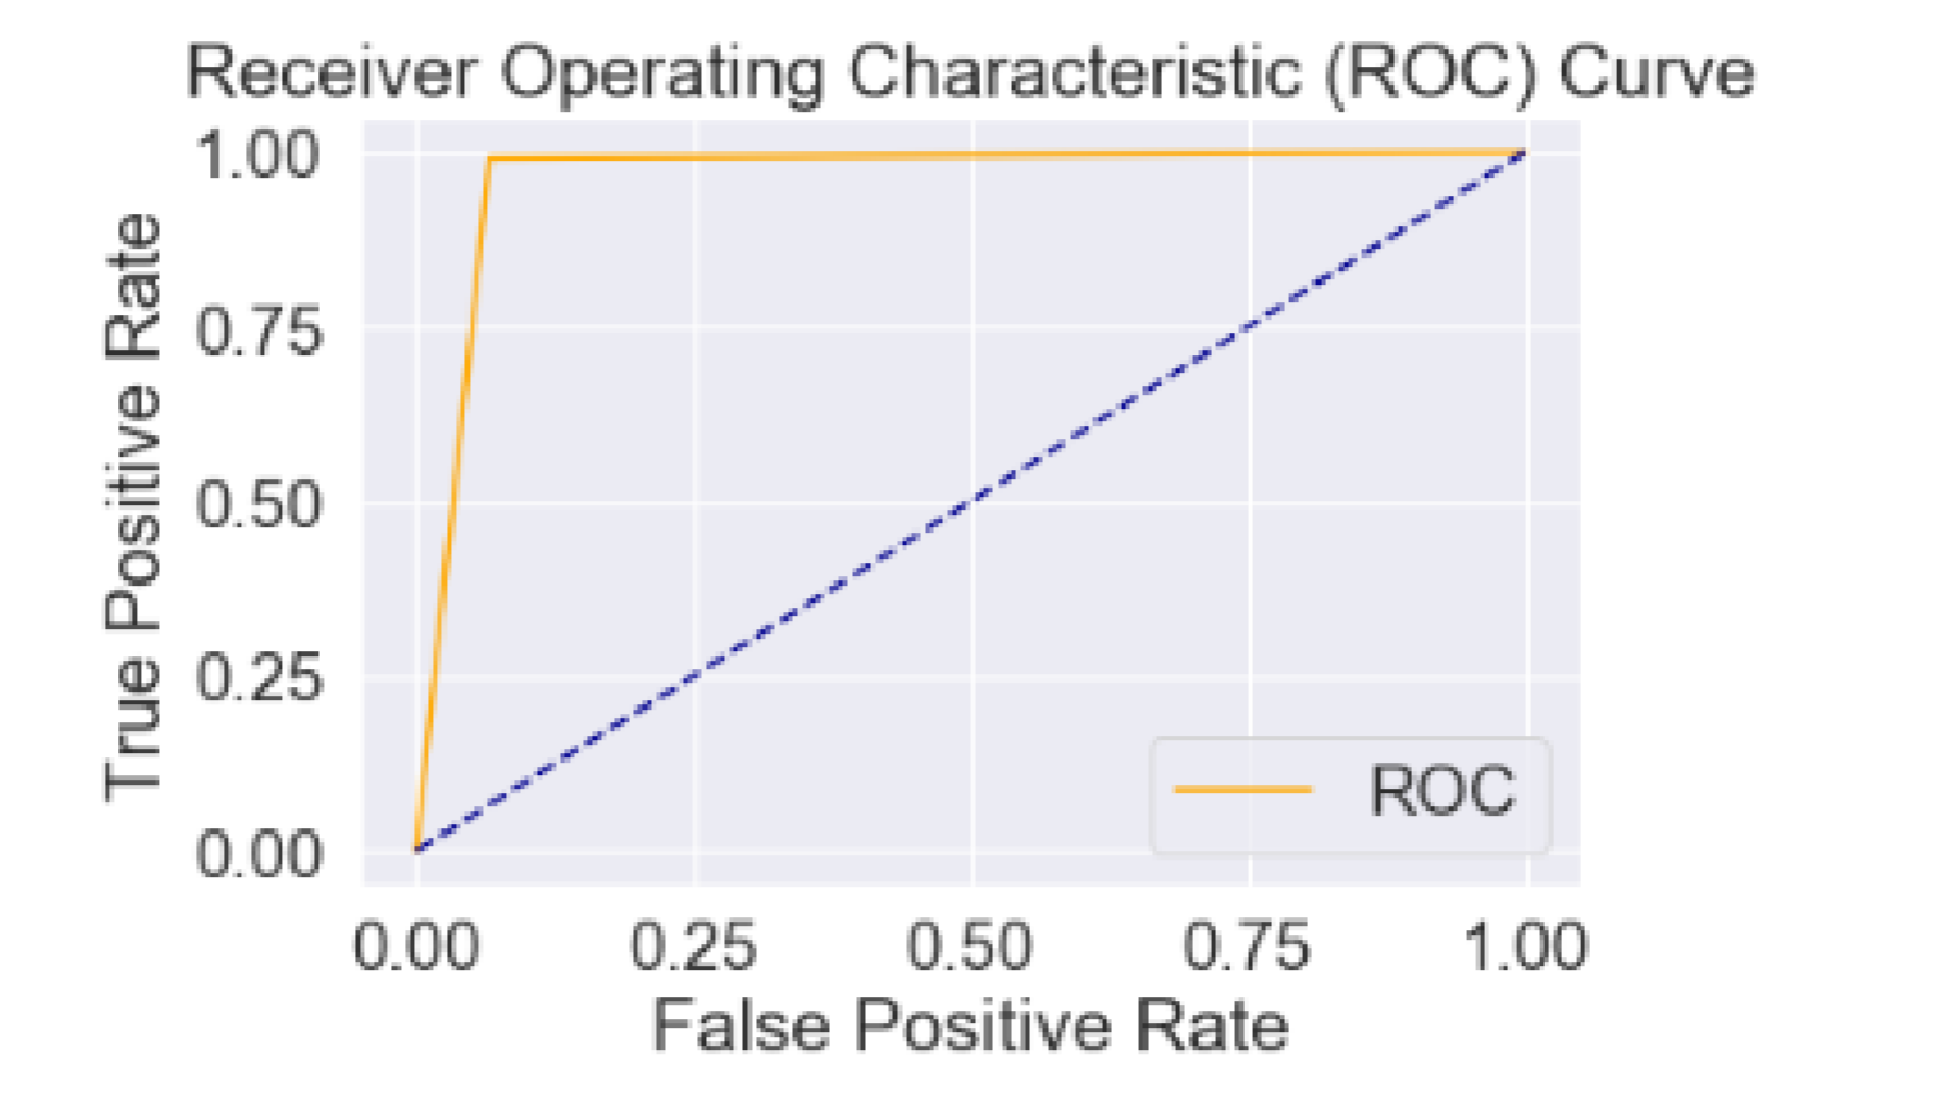 Receiver Operating Characteristic (ROC) Curve
1.00
0.75
0.50
0.25
0.00
True Positive Rate
ROC
0.00 0.25 0.50 0.75 1.00
False Positive Rate